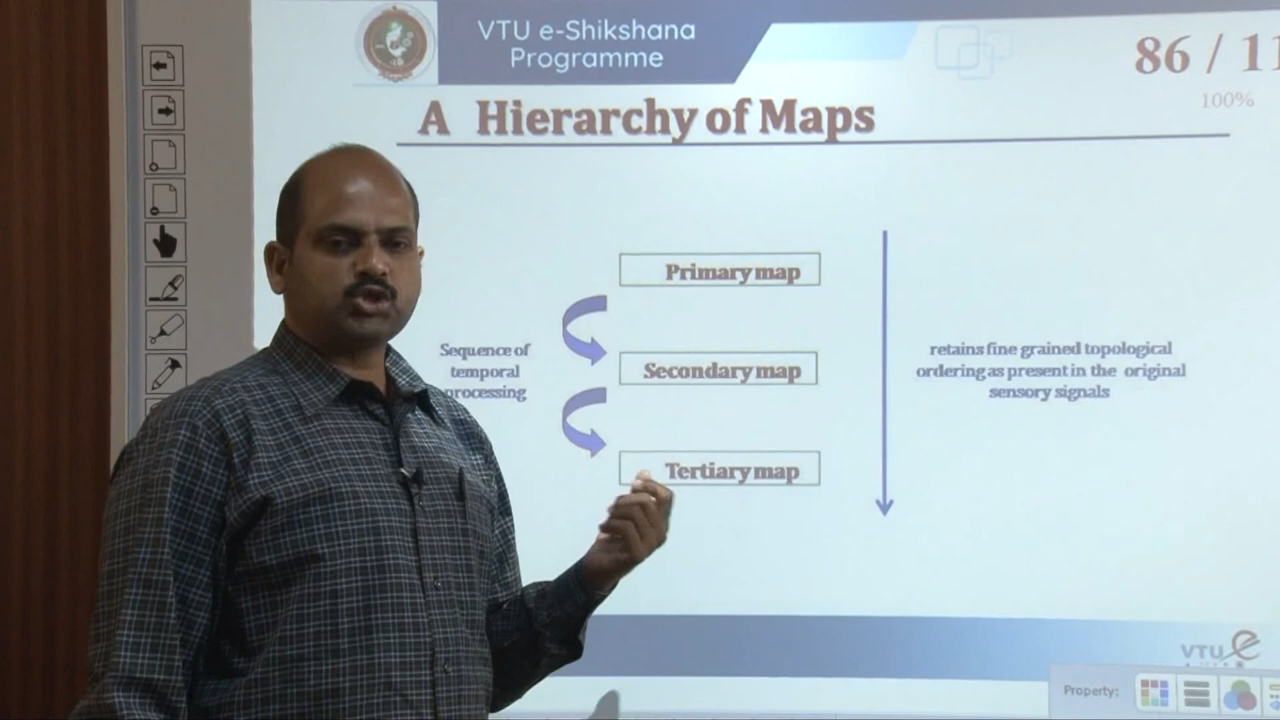 VTU e-Shikshana
Programme
86 / 11
100%
A Hierarchy of Maps
Primary map
Sequence of
temporal
processing
Secondary map
retains fine grained topological
ordering as present in the original
sensory signals
Tertiary map
VTU e
Property: